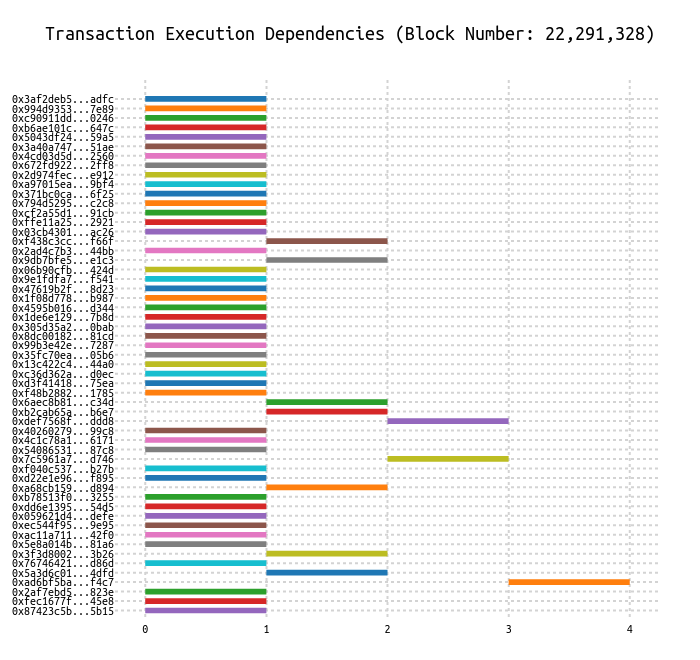 Transaction Execution Dependencies (Block Number: 22,291,328)
0x3af2deb5...adfc
0x994d9353...7e89
0xc90911dd...0246
0xb6ae101c...647c
0x5043df24...59a5
0x3a40a747...51ae
0x4cd03d5d...2560
0x672fd922...2ff8
0x2d974fec...e912
0xa97015ea...9bf4
0x371bc0ca...6f25
0x794d5295...c2c8
0xcf2a55d1...91cb
0xffe11a25...2921
0x03cb4301...ac26
0xf438c3cc...f66f
0x2ad4c7b3...44bb
0x9db7bfe5...e1c3
0x06b90cfb...424d
0x9e1fdfa7...f541
0x47619b2f...8d23
0x1f08d778...b987
0x4595b016...d344
0x1de6e129...7b8d
0x305d35a2...0bab
0x8dc00182...81cd
0x99b3e42e...7287
0x35fc70ea...05b6
0x13c422c4...44a0
0xc36d362a...d0ec
0xd3f41418...75ea
0xf48b2882...1785
0x6aec8b81...c34d
0xb2cab65a...b6e7
0xdef7568f...ddd8
0x40260279...99c8
0x4c1c78a1...6171
0x54086531...87c8
0x7c5961a7...d746
0xf040c537...b27b
0xd22e1e96...f895
0xa68cb159...d894
0xb78513f0...3255
0xdd6e1395...54d5
0x059621d4...defe
0xec544f95...9e95
0xac11a711...42f0
0x5e8a014b...81a6
0x3f3d8002...3b26
0x76746421...d86d
0x5a3d6c01...4dfd
0xad6bf5ba...f4c7
0x2af7ebd5...823e
0xfec1677f...45e8
0x87423c5b...5b15
0 1 2 3 4